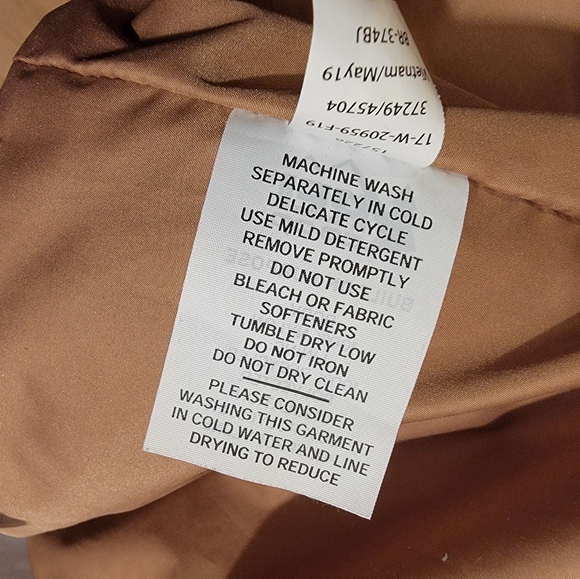 BR-374BJ
Vietnam/May19
37249/45704
17-W-20959-F19
MACHINE WASH
SEPARATELY IN COLD
DELICATE CYCLE
USE MILD DETERGENT
REMOVE PROMPTLY
DO NOT USE
BLEACH OR FABRIC
SOFTENERS
TUMBLE DRY LOW
DO NOT IRON
DO NOT DRY CLEAN
PLEASE CONSIDER
WASHING THIS GARMENT
IN COLD WATER AND LINE
DRYING TO REDUCE